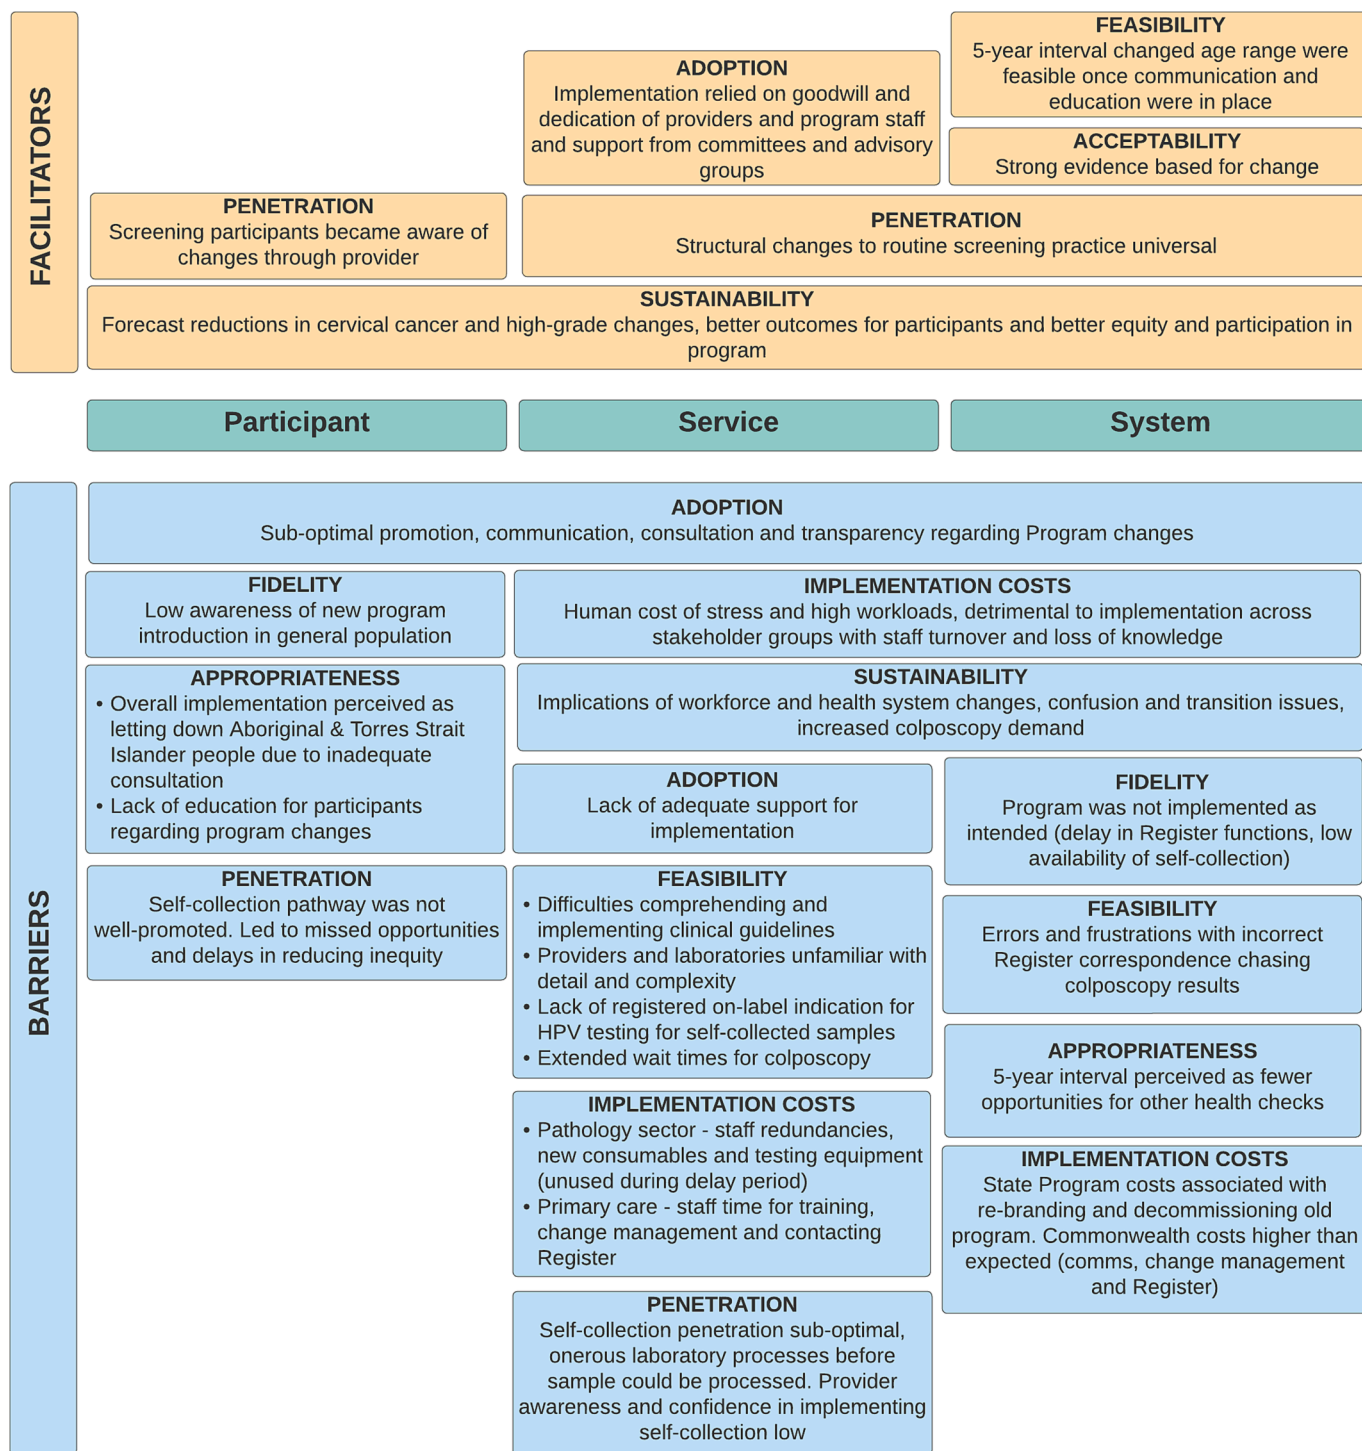 FACILITATORS
FEASIBILITY
5-year interval changed age range were
feasible once communication and
education were in place
ADOPTION
Implementation relied on goodwill and
dedication of providers and program staff
and support from committees and advisory
groups
ACCEPTABILITY
Strong evidence based for change
PENETRATION
Screening participants became aware of
changes through provider
PENETRATION
Structural changes to routine screening practice universal
SUSTAINABILITY
Forecast reductions in cervical cancer and high-grade changes, better outcomes for participants and better equity and participation in
program
Participant
Service
System
BARRIERS
ADOPTION
Sub-optimal promotion, communication, consultation and transparency regarding Program changes
FIDELITY
Low awareness of new program
introduction in general population
IMPLEMENTATION COSTS
Human cost of stress and high workloads, detrimental to implementation across
stakeholder groups with staff turnover and loss of knowledge
APPROPRIATENESS
• Overall implementation perceived as
letting down Aboriginal & Torres Strait
Islander people due to inadequate
consultation
• Lack of education for participants
regarding program changes
SUSTAINABILITY
Implications of workforce and health system changes, confusion and transition issues,
increased colposcopy demand
ADOPTION
Lack of adequate support for
implementation
FIDELITY
Program was not implemented as
intended (delay in Register functions, low
availability of self-collection)
PENETRATION
Self-collection pathway was not
well-promoted. Led to missed opportunities
and delays in reducing inequity
FEASIBILITY
• Difficulties comprehending and
implementing clinical guidelines
• Providers and laboratories unfamiliar with
detail and complexity
• Lack of registered on-label indication for
HPV testing for self-collected samples
• Extended wait times for colposcopy
FEASIBILITY
Errors and frustrations with incorrect
Register correspondence chasing
colposcopy results
APPROPRIATENESS
5-year interval perceived as fewer
opportunities for other health checks
IMPLEMENTATION COSTS
• Pathology sector - staff redundancies,
new consumables and testing equipment
(unused during delay period)
• Primary care - staff time for training,
change management and contacting
Register
IMPLEMENTATION COSTS
State Program costs associated with
re-branding and decommissioning old
program. Commonwealth costs higher than
expected (comms, change management
and Register)
PENETRATION
Self-collection penetration sub-optimal,
onerous laboratory processes before
sample could be processed. Provider
awareness and confidence in implementing
self-collection low